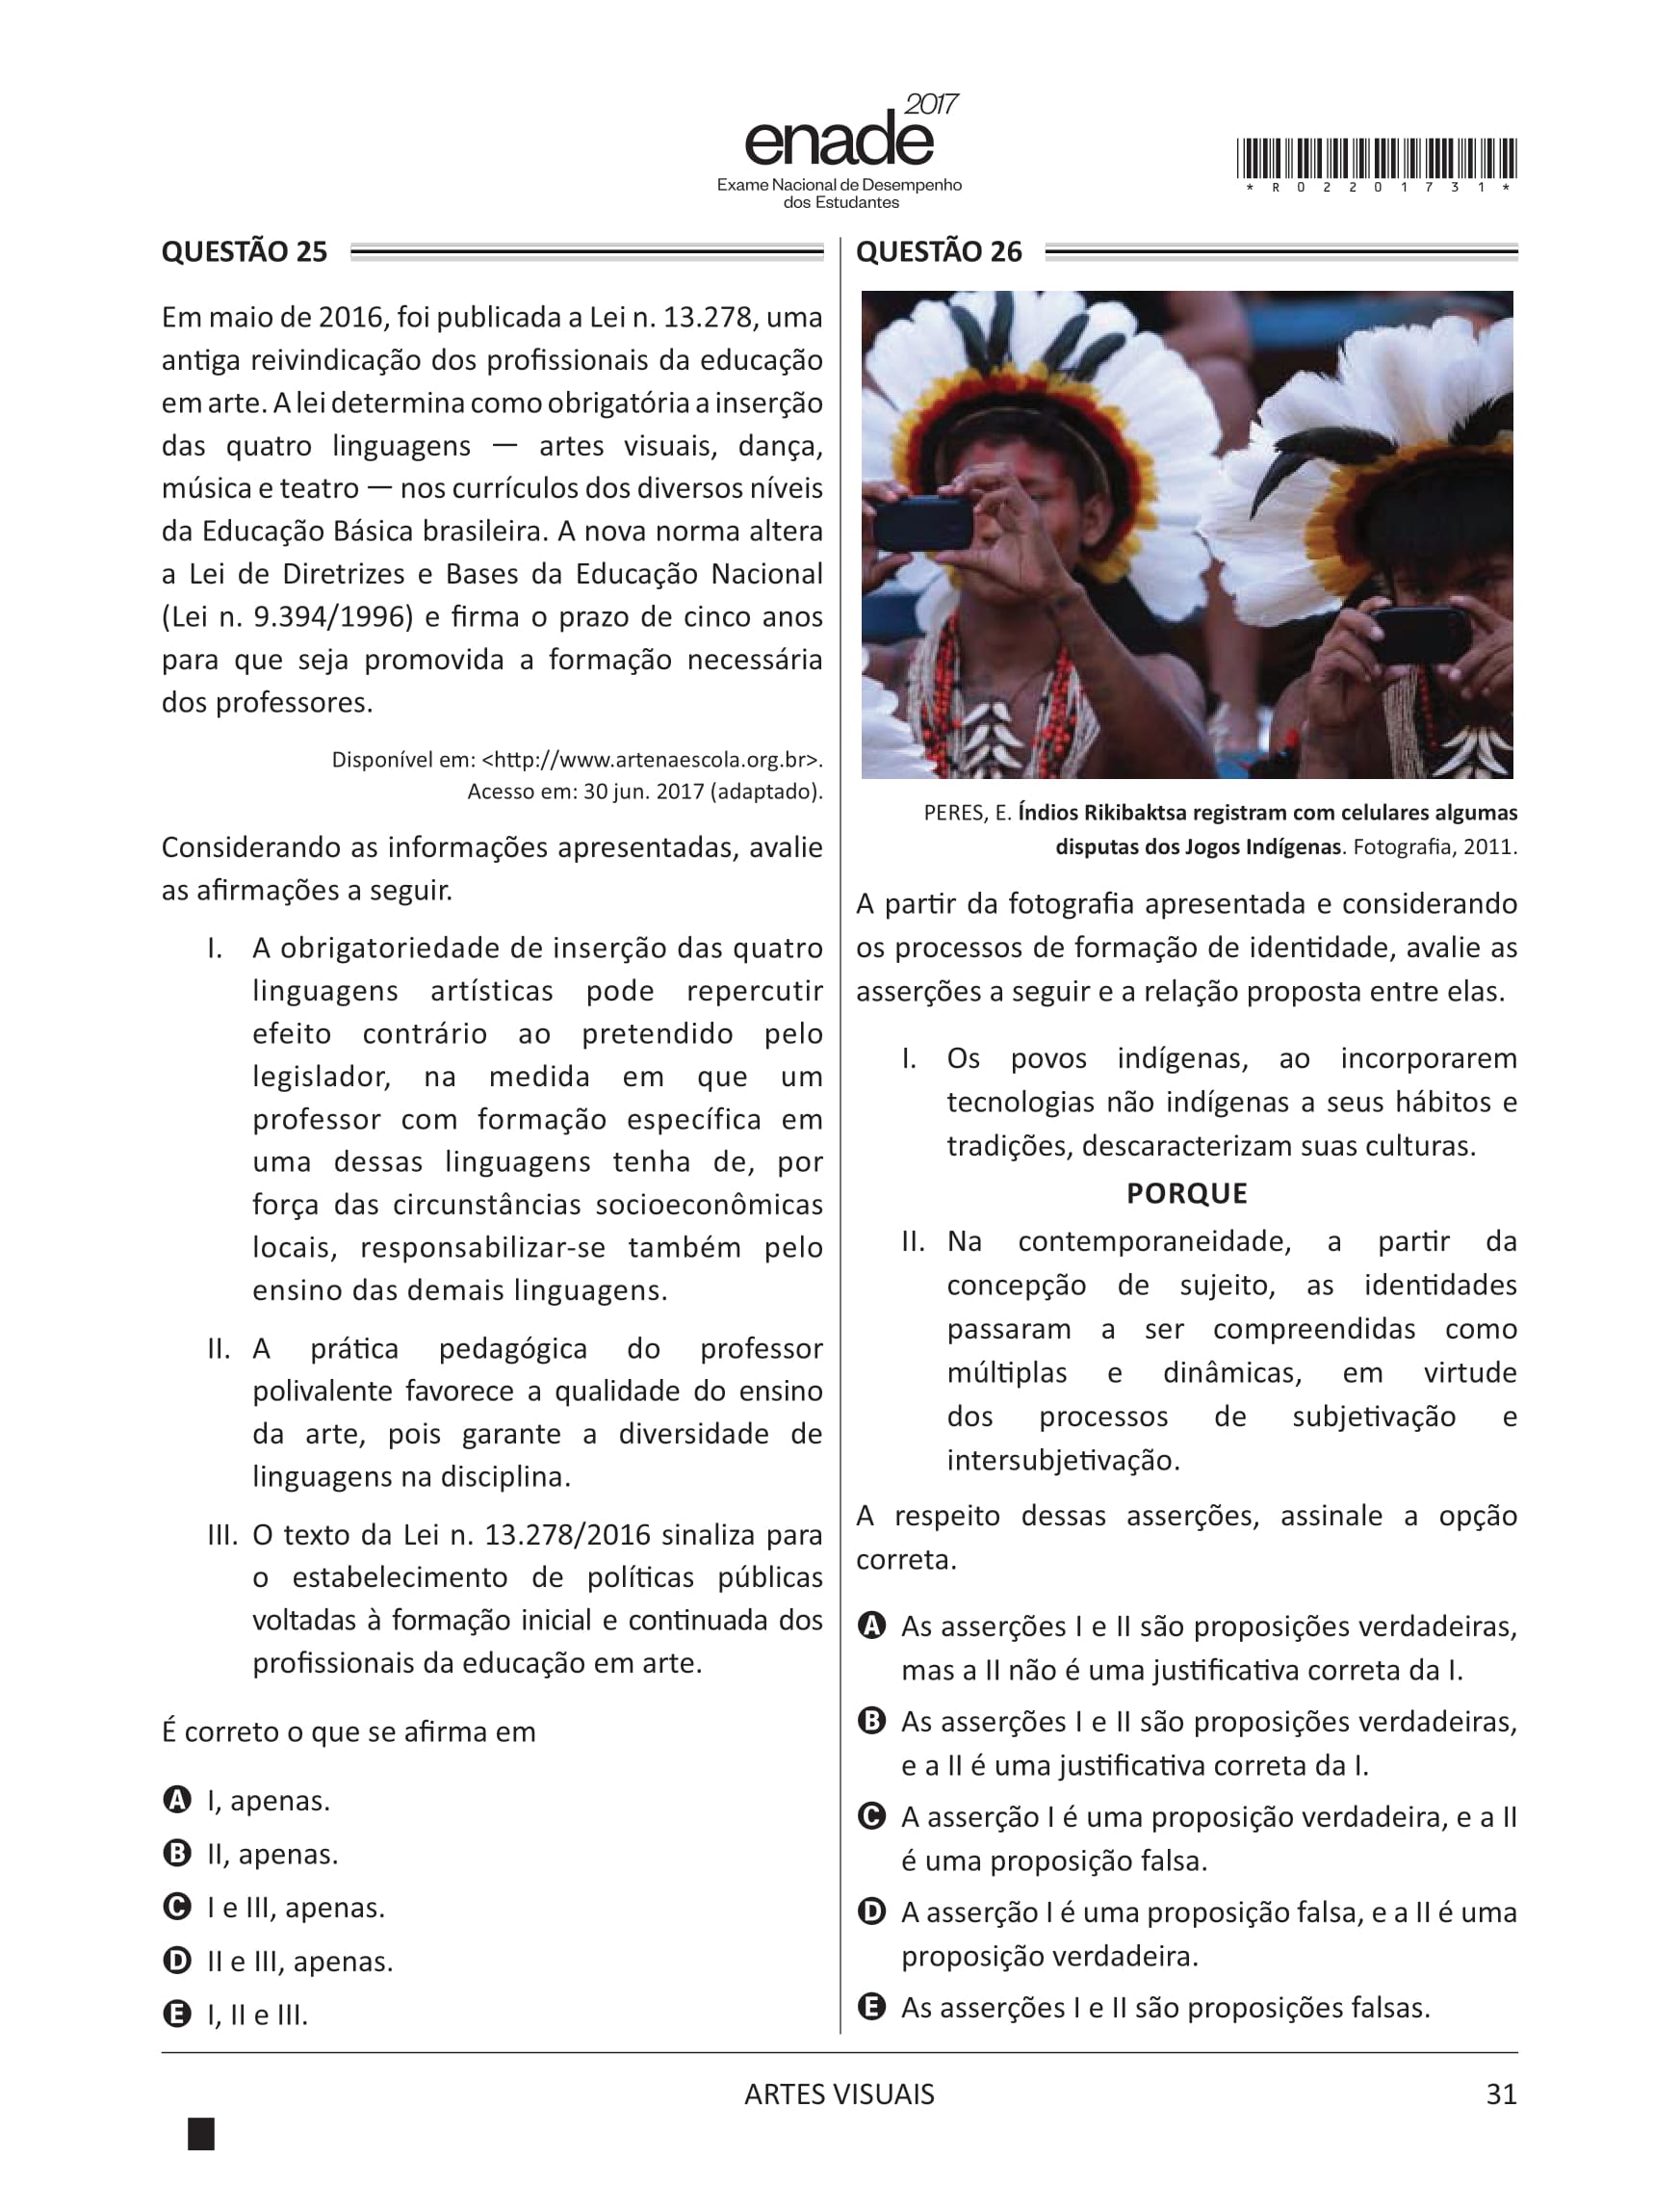 2017
enade
Exame Nacional de Desempenho
dos Estudantes
* R 0 2 2 0 1 7 3 1 *
QUESTÃO 25
Em maio de 2016, foi publicada a Lei n. 13.278, uma
antiga reivindicação dos profissionais da educação
em arte. A lei determina como obrigatória a inserção
das quatro linguagens — artes visuais, dança,
música e teatro — nos currículos dos diversos níveis
da Educação Básica brasileira. A nova norma altera
a Lei de Diretrizes e Bases da Educação Nacional
(Lei n. 9.394/1996) e firma o prazo de cinco anos
para que seja promovida a formação necessária
dos professores.
Disponível em: <http://www.artenaescola.org.br>.
Acesso em: 30 jun. 2017 (adaptado).
Considerando as informações apresentadas, avalie
as afirmações a seguir.
I. A obrigatoriedade de inserção das quatro
linguagens artísticas pode repercutir
efeito contrário ao pretendido pelo
legislador, na medida em que um
professor com formação específica em
uma dessas linguagens tenha de, por
força das circunstâncias socioeconômicas
locais, responsabilizar-se também pelo
ensino das demais linguagens.
II. A prática pedagógica do professor
polivalente favorece a qualidade do ensino
da arte, pois garante a diversidade de
linguagens na disciplina.
III. O texto da Lei n. 13.278/2016 sinaliza para
o estabelecimento de políticas públicas
voltadas à formação inicial e continuada dos
profissionais da educação em arte.
É correto o que se afirma em
A I, apenas.
B II, apenas.
C I e III, apenas.
D II e III, apenas.
E I, II e III.
QUESTÃO 26
PERES, E. Índios Rikibaktsa registram com celulares algumas
disputas dos Jogos Indígenas. Fotografia, 2011.
A partir da fotografia apresentada e considerando
os processos de formação de identidade, avalie as
asserções a seguir e a relação proposta entre elas.
I. Os povos indígenas, ao incorporarem
tecnologias não indígenas a seus hábitos e
tradições, descaracterizam suas culturas.
PORQUE
II. Na contemporaneidade, a partir da
concepção de sujeito, as identidades
passaram a ser compreendidas como
múltiplas e dinâmicas, em virtude
dos processos de subjetivação e
intersubjetivação.
A respeito dessas asserções, assinale a opção
correta.
A As asserções I e II são proposições verdadeiras,
mas a II não é uma justificativa correta da I.
B As asserções I e II são proposições verdadeiras,
e a II é uma justificativa correta da I.
C A asserção I é uma proposição verdadeira, e a II
é uma proposição falsa.
D A asserção I é uma proposição falsa, e a II é uma
proposição verdadeira.
E As asserções I e II são proposições falsas.
ARTES VISUAIS
31